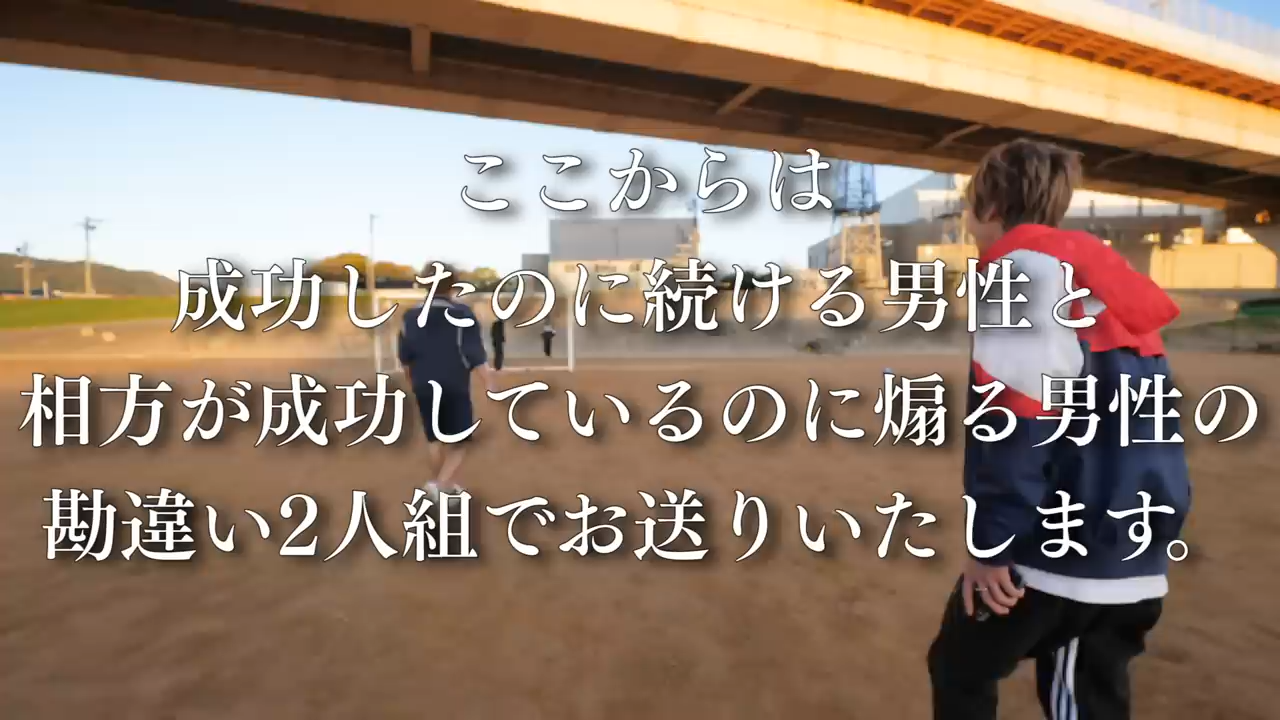 ここからは
成功したのに続ける男性と
相方が成功しているのに煽る男性の
勘違い2人組でお送りいたします。